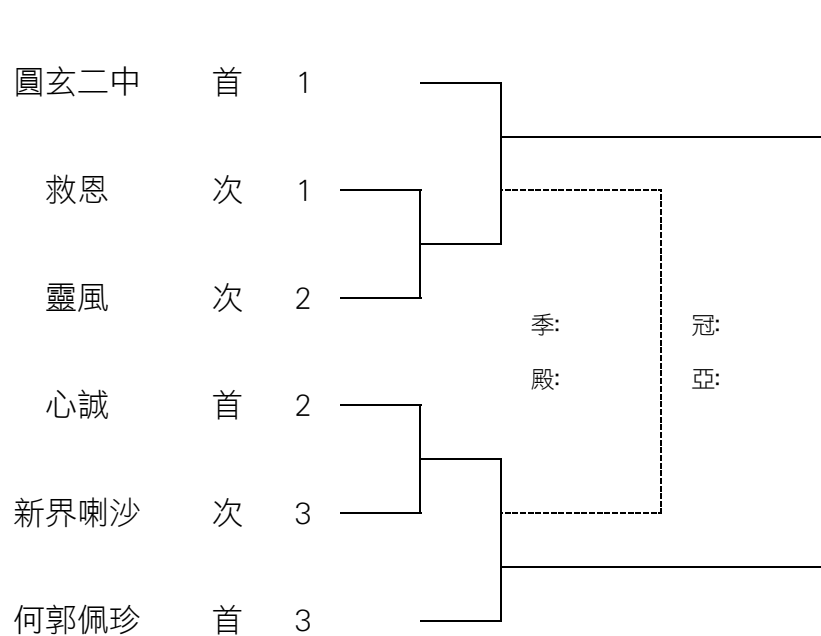 圓玄二中 首 1
救恩 次 1
靈風 次 2
季: 冠:
殿: 亞:
心誠 首 2
新界喇沙 次 3
何郭佩珍 首 3